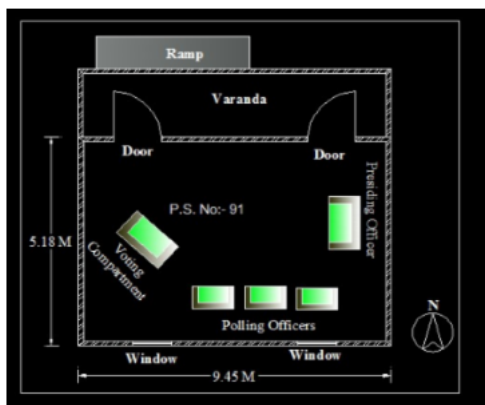 Ramp
Varanda
Door
Door
P.S. No:- 91
Presiding Officer
5.18 M
Voting
Compartment
Polling Officers
N
Window
Window
9.45 M